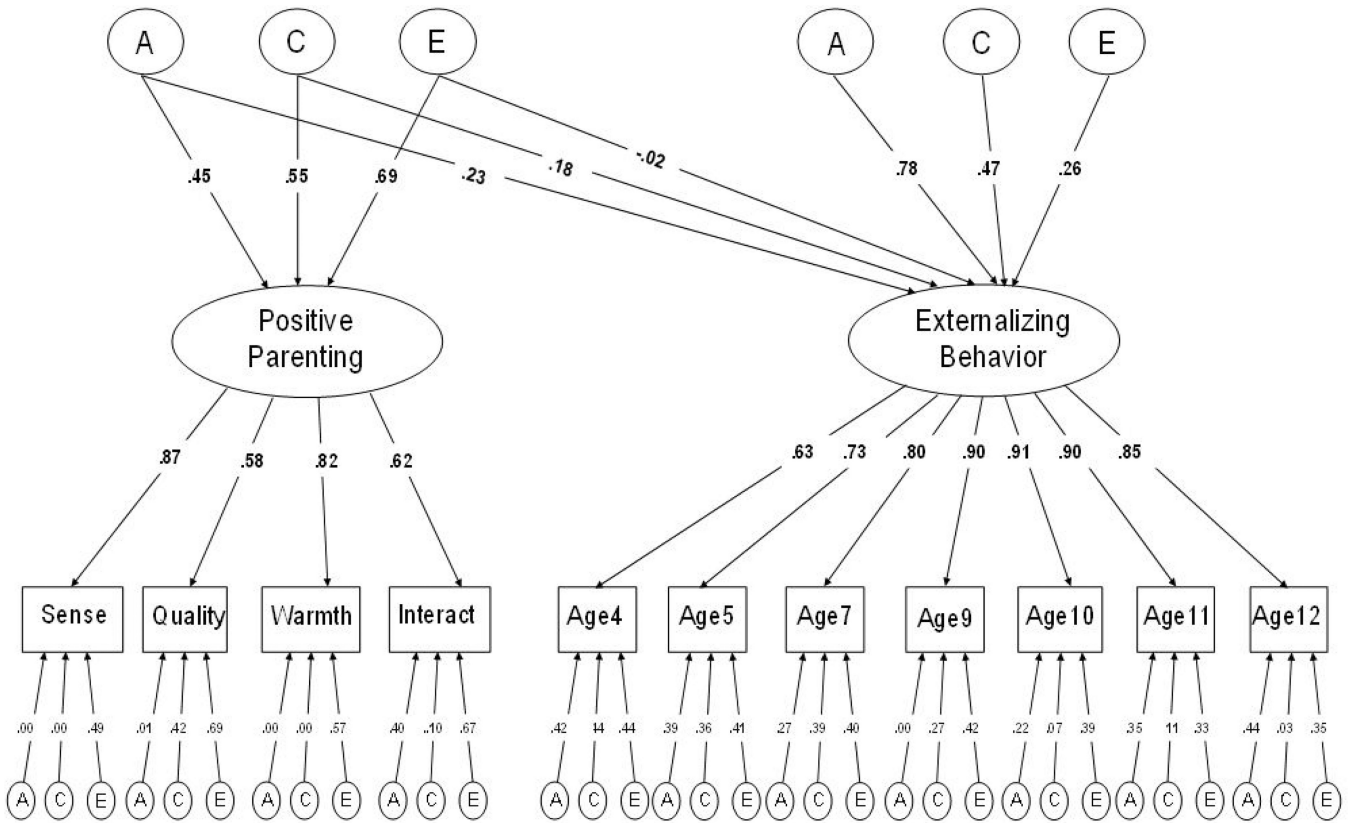 A C E A C E
.45 .55 .69 .23 .18 -.02 .78 .47 .26
Positive
Parenting
Externalizing
Behavior
.87 .58 .82 .62 .63 .73 .80 .90 .91 .90 .85
Sense Quality Warmth Interact Age4 Age5 Age7 Age9 Age10 Age11 Age12
.00 .00 .49 .01 .42 .69 .00 .00 .57 .40 .10 .67 .42 14 .44 .39 .36 .41 .27 .39 .40 .00 .27 .42 .22 .07 .39 .35 11 .33 .44 .03 .35
A C E A C E A C E A C E A C E A C E A C E A C E A C E A C E A C E